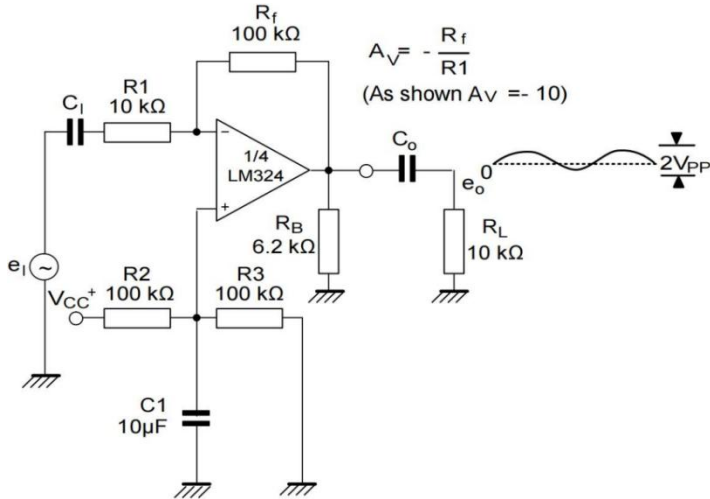 Rf
100 kΩ
AV= - Rf
R1
(As shown AV =- 10)
R1
CI
10 kΩ
1/4
LM324
CO
0
eo
2VPP
RB
6.2 kΩ
RL
10 kΩ
eI
~
R2
100 kΩ
R3
100 kΩ
VCC+
C1
10µF